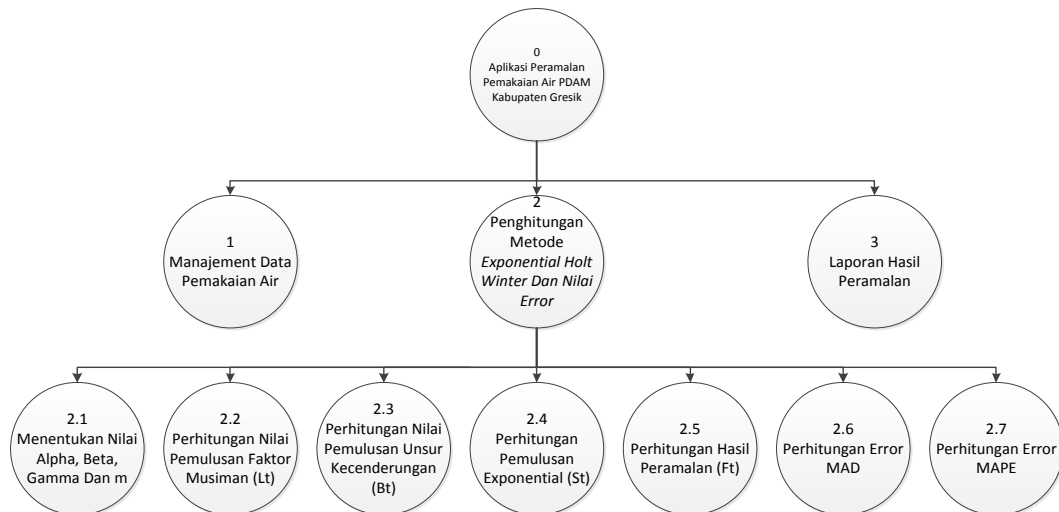 0
Aplikasi Peramalan
Pemakaian Air PDAM
Kabupaten Gresik
1
Manajement Data
Pemakaian Air
2
Penghitungan
Metode
Exponential Holt
Winter Dan Nilai
Error
3
Laporan Hasil
Peramalan
2.1
Menentukan Nilai
Alpha, Beta,
Gamma Dan m
2.2
Perhitungan Nilai
Pemulusan Faktor
Musiman (Lt)
2.3
Perhitungan Nilai
Pemulusan Unsur
Kecenderungan
(Bt)
2.4
Perhitungan
Pemulusan
Exponential (St)
2.5
Perhitungan Hasil
Peramalan (Ft)
2.6
Perhitungan Error
MAD
2.7
Perhitungan Error
MAPE